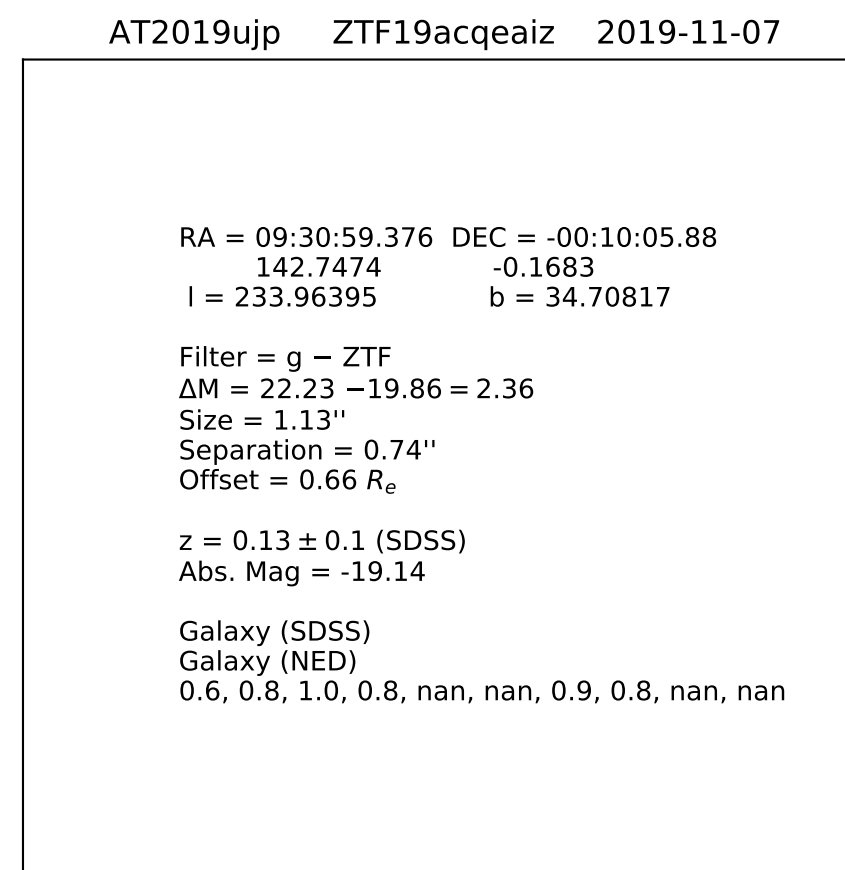 AT2019ujp ZTF19acqeaiz 2019-11-07
RA = 09:30:59.376 DEC = -00:10:05.88
142.7474 -0.1683
l = 233.96395 b = 34.70817
Filter = g − ZTF
ΔM = 22.23 −19.86 = 2.36
Size = 1.13''
Separation = 0.74''
Offset = 0.66 Rₑ
z = 0.13 ± 0.1 (SDSS)
Abs. Mag = -19.14
Galaxy (SDSS)
Galaxy (NED)
0.6, 0.8, 1.0, 0.8, nan, nan, 0.9, 0.8, nan, nan